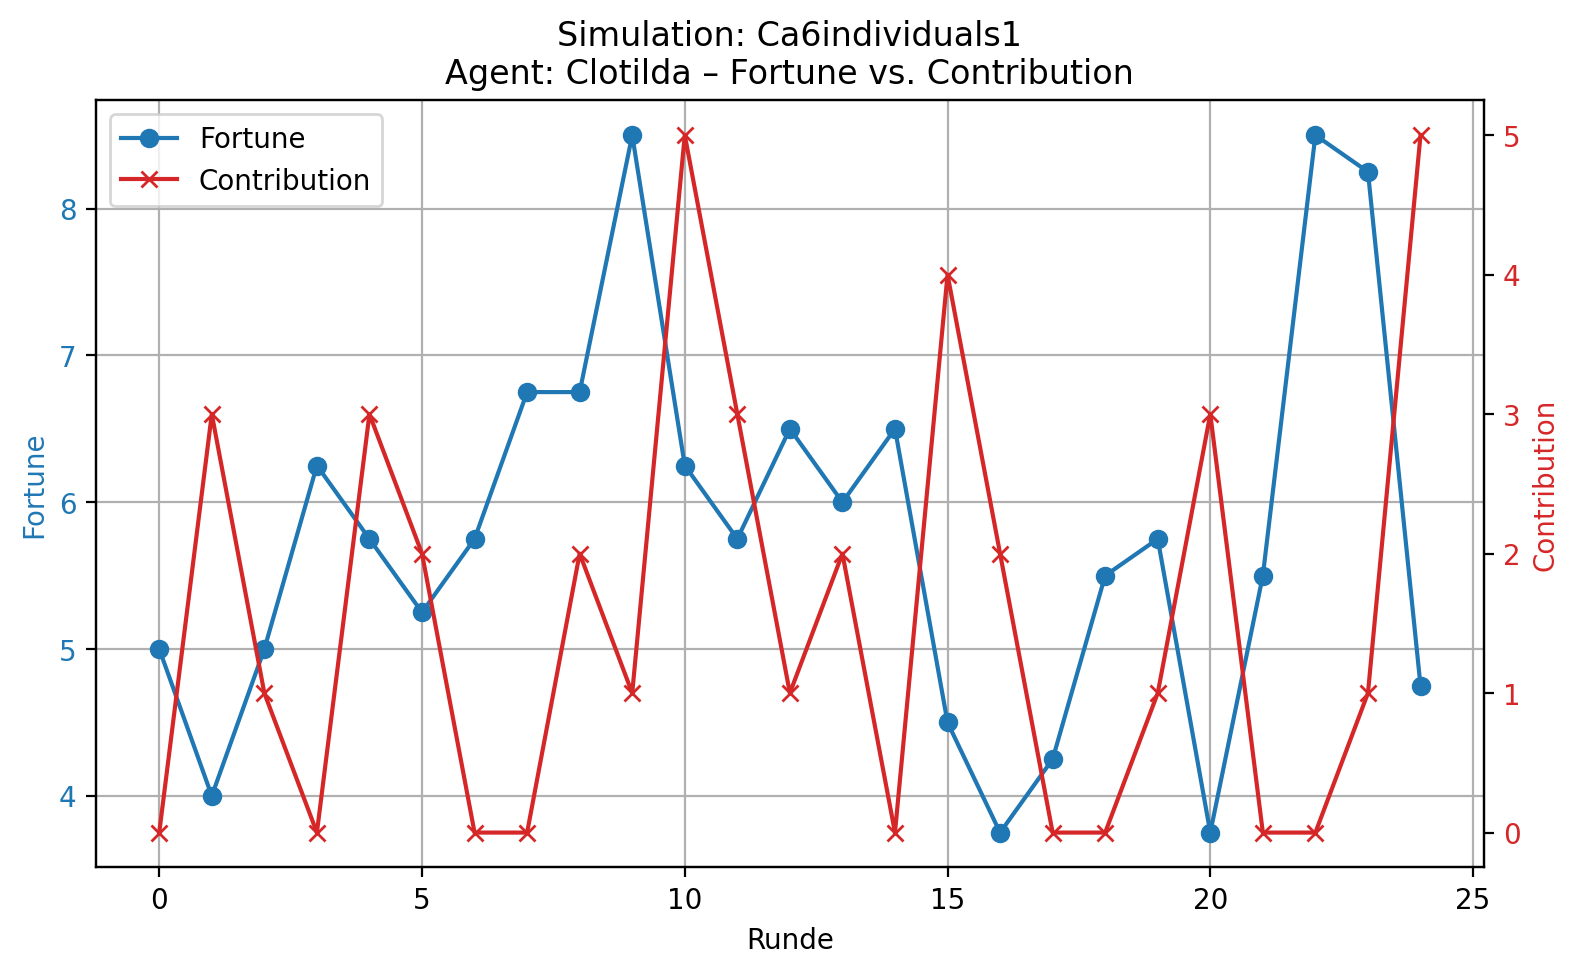 Simulation: Ca6individuals1
Agent: Clotilda – Fortune vs. Contribution
Fortune
Contribution
8
7
6
5
4
Fortune
5
4
3
2
1
0
Contribution
0 5 10 15 20 25
Runde